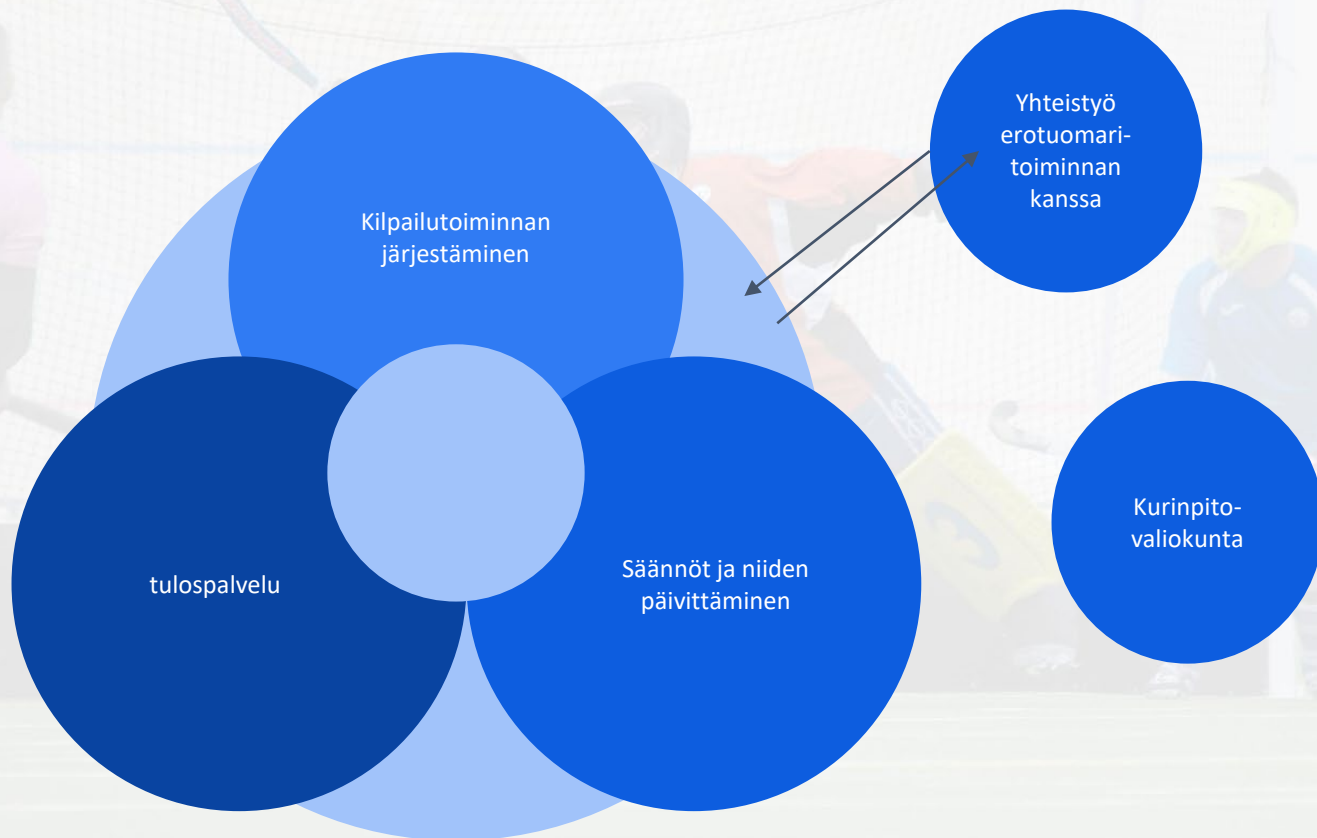 Yhteistyö
erotuomari-
toiminnan
kanssa
Kilpailutoiminnan
järjestäminen
Kurinpito-
valiokunta
tulospalvelu
Säännöt ja niiden
päivittäminen